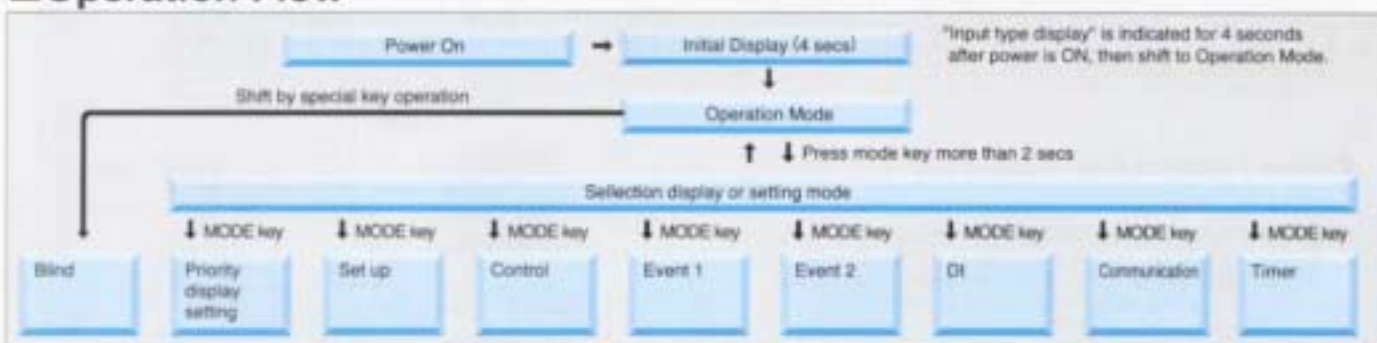 Operation Flow
Power On
Initial Display (4 secs)
"Input type display" is indicated for 4 seconds
after power is ON, then shift to Operation Mode.
Shift by special key operation
Operation Mode
Press mode key more than 2 secs
Sellection display or setting mode
MODE key MODE key MODE key MODE key MODE key MODE key MODE key MODE key
Blind
Priority
display
setting
Set up
Control
Event 1
Event 2
DI
Communication
Timer